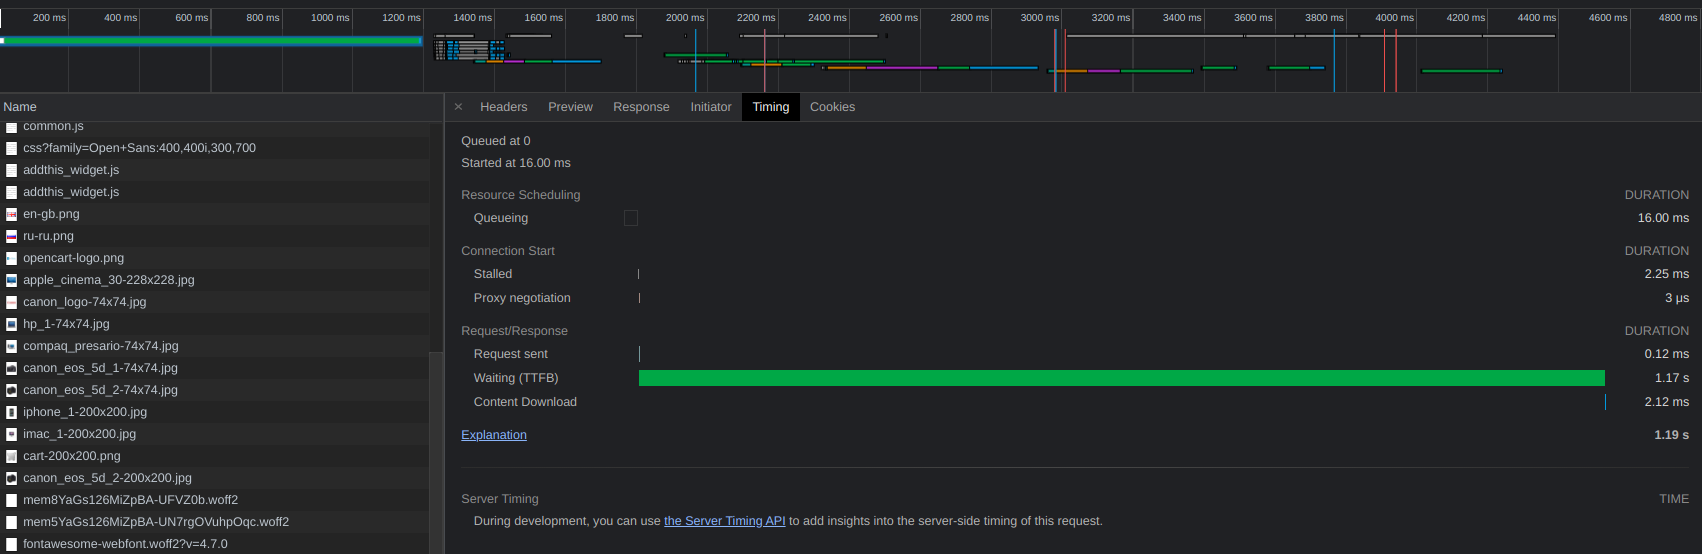 200 ms 400 ms 600 ms 800 ms 1000 ms 1200 ms 1400 ms 1600 ms 1800 ms 2000 ms 2200 ms 2400 ms 2600 ms 2800 ms 3000 ms 3200 ms 3400 ms 3600 ms 3800 ms 4000 ms 4200 ms 4400 ms 4600 ms 4800 ms
Name
common.js
css?family=Open+Sans:400,400i,300,700
addthis_widget.js
addthis_widget.js
en-gb.png
ru-ru.png
opencart-logo.png
apple_cinema_30-228x228.jpg
canon_logo-74x74.jpg
hp_1-74x74.jpg
compaq_presario-74x74.jpg
canon_eos_5d_1-74x74.jpg
canon_eos_5d_2-74x74.jpg
iphone_1-200x200.jpg
imac_1-200x200.jpg
cart-200x200.png
canon_eos_5d_2-200x200.jpg
mem8YaGs126MiZpBA-UFVZ0b.woff2
mem5YaGs126MiZpBA-UN7rgOVuhpOqc.woff2
fontawesome-webfont.woff2?v=4.7.0
× Headers Preview Response Initiator Timing Cookies
Queued at 0
Started at 16.00 ms
Resource Scheduling DURATION
Queueing 16.00 ms
Connection Start DURATION
Stalled 2.25 ms
Proxy negotiation 3 μs
Request/Response DURATION
Request sent 0.12 ms
Waiting (TTFB) 1.17 s
Content Download 2.12 ms
Explanation 1.19 s
Server Timing TIME
During development, you can use the Server Timing API to add insights into the server-side timing of this request.